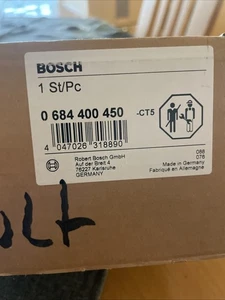 BOSCH
1 St/Pc
0 684 400 450 -CT5
4 047026 318890
Robert Bosch GmbH
Auf der Breit 4
76227 Karlsruhe
GERMANY
088
076
Made in Germany
Fabriqué en Allemagne